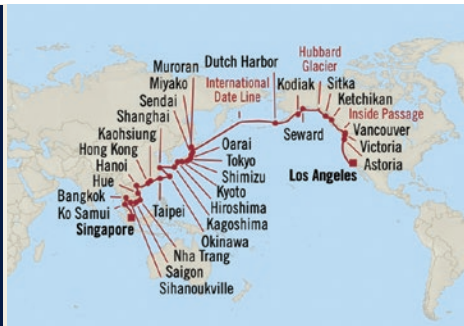 Muroran
Miyako
Sendai
Shanghai
Kaohsiung
Hong Kong
Hanoi
Hue
Bangkok
Ko Samui
Singapore
Dutch Harbor
International
Date Line
Hubbard
Glacier
Kodiak
Sitka
Ketchikan
Inside Passage
Vancouver
Victoria
Astoria
Los Angeles
Seward
Oarai
Tokyo
Shimizu
Kyoto
Hiroshima
Kagoshima
Okinawa
Taipei
Nha Trang
Saigon
Sihanoukville